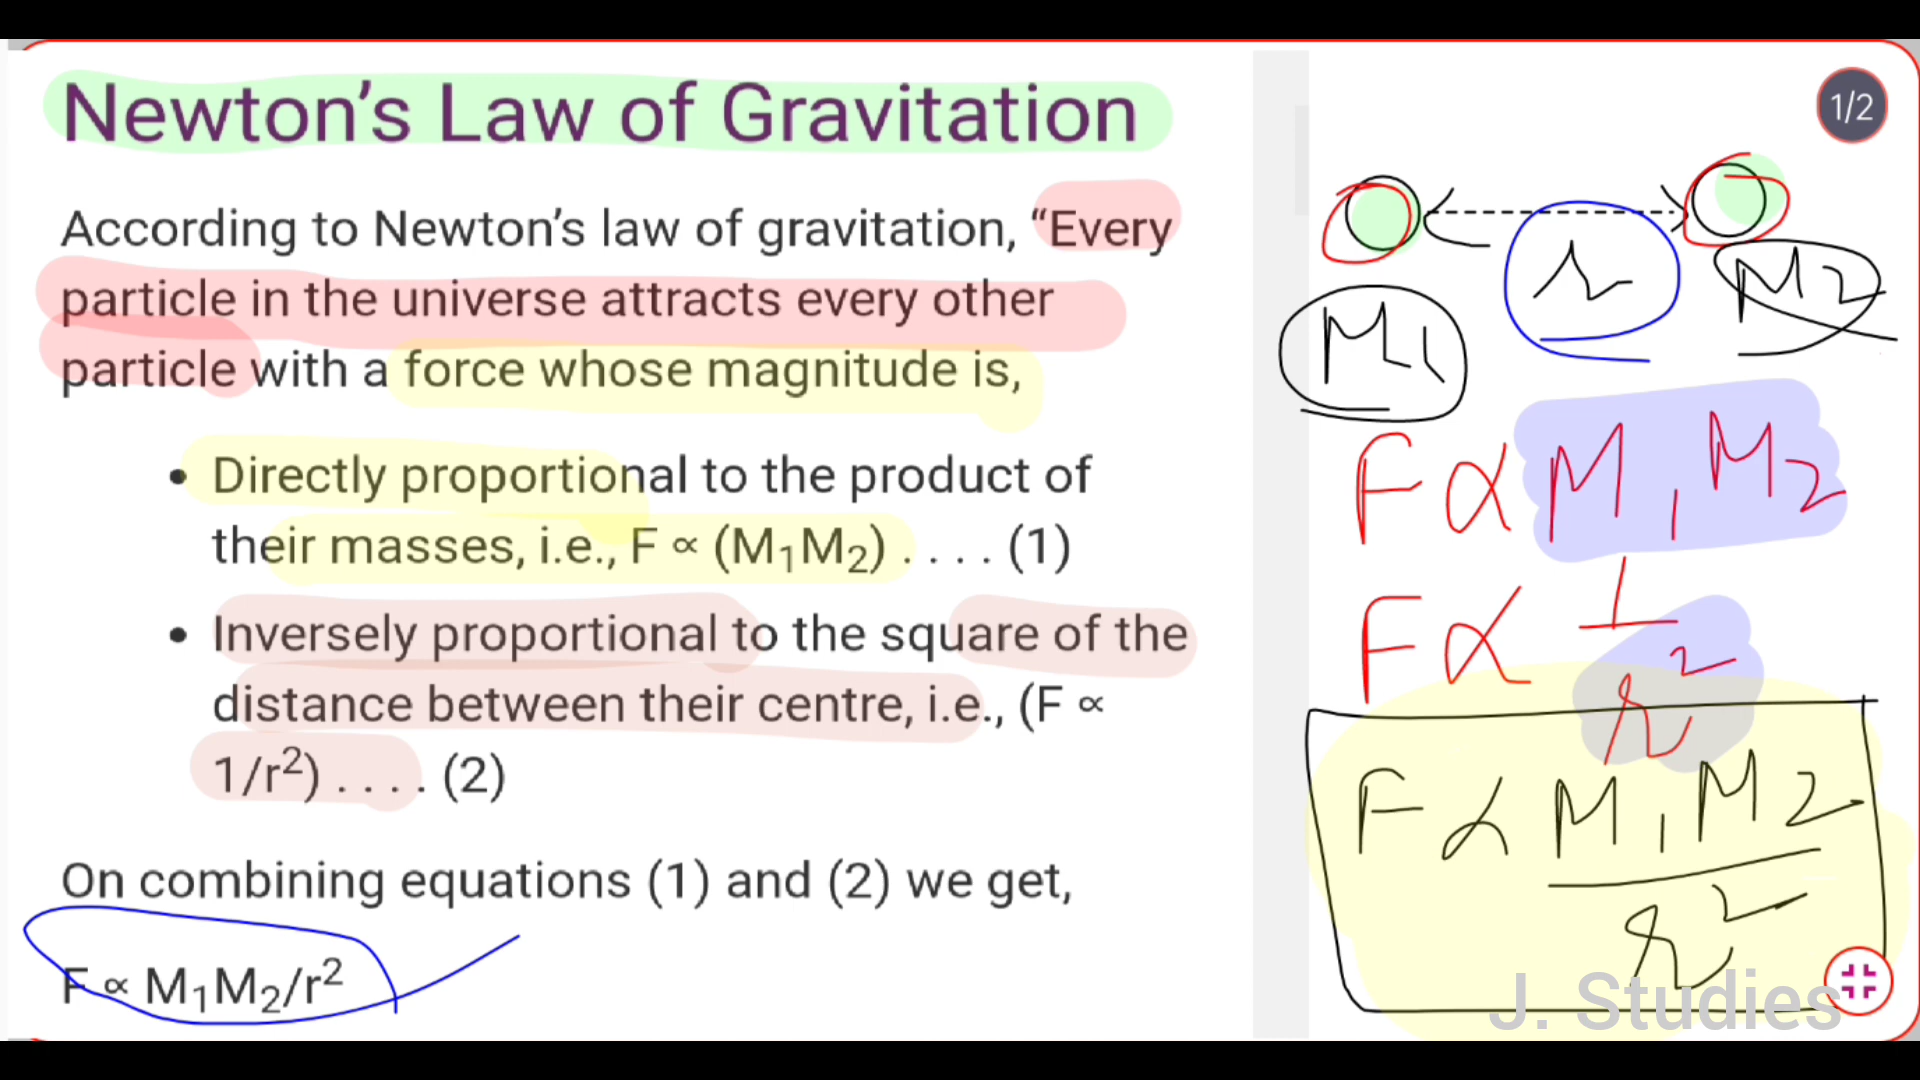 Newton's Law of Gravitation
1/2
According to Newton's law of gravitation, “Every
particle in the universe attracts every other
particle with a force whose magnitude is,
• Directly proportional to the product of
their masses, i.e., F ∝ (M₁M₂) . . . . (1)
• Inversely proportional to the square of the
distance between their centre, i.e., (F ∝
1/r²) . . . . (2)
On combining equations (1) and (2) we get,
F ∝ M₁M₂/r²
r
M1
M2
F ∝ M₁M₂
F ∝ 1/r²
F ∝ M₁M₂/r²
J. Studies